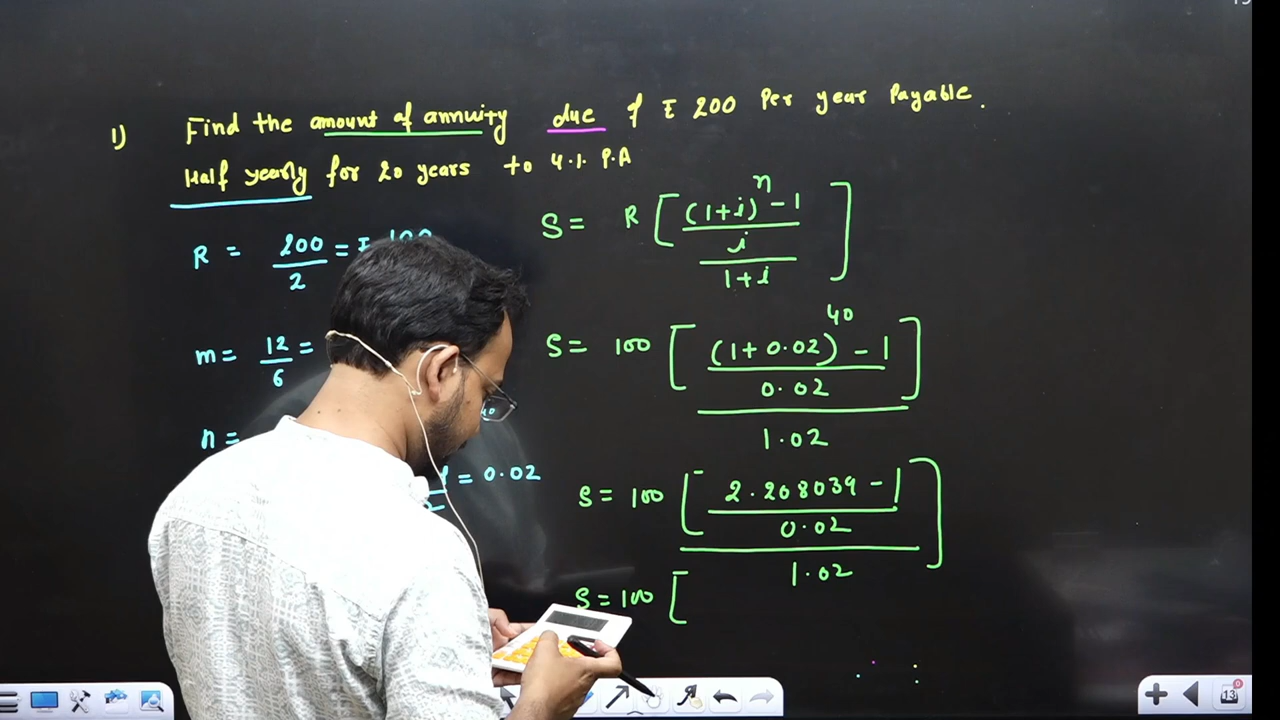 1) Find the amount of annuity due of ₹ 200 Per year Payable.
Half yearly for 20 years to 4.1. P.A
R = 200/2 = ₹
m = 12/6 =
n =
= 0.02
S = R [ (1+i)^n - 1 / i / 1+i ]
S = 100 [ (1+0.02)^40 - 1 / 0.02 / 1.02 ]
S = 100 [ 2.208039 - 1 / 0.02 / 1.02 ]
S = 100 [
13